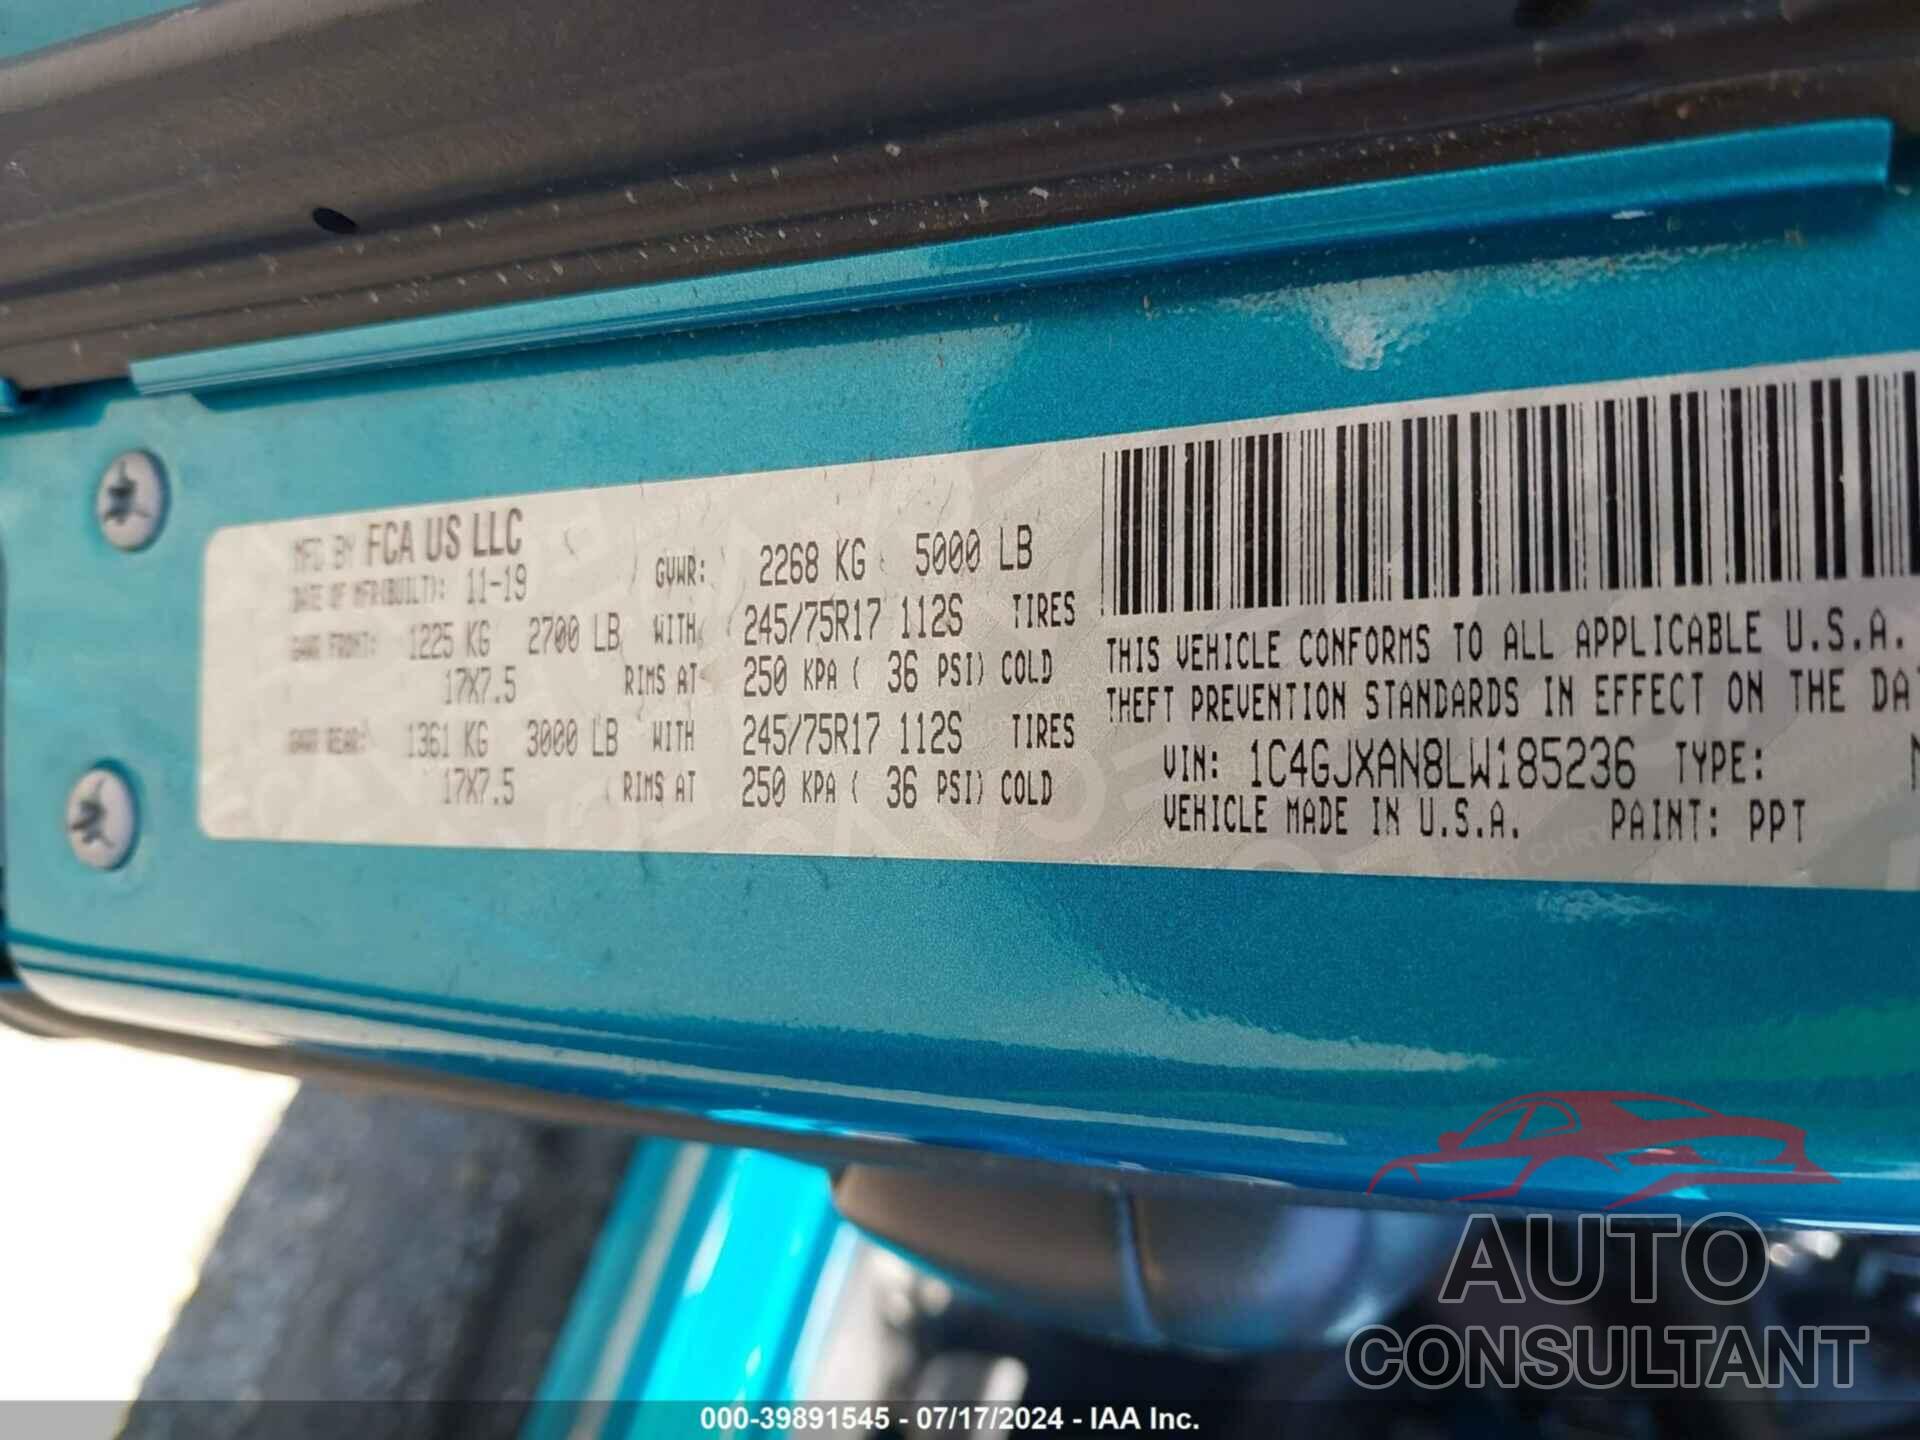 MFD BY FCA US LLC
DATE OF MFR(BUILT): 11-19 GVWR: 2268 KG 5000 LB
GAWR FRONT: 1225 KG 2700 LB WITH 245/75R17 112S TIRES
17X7.5 RIMS AT 250 KPA ( 36 PSI) COLD
GAWR REAR: 1361 KG 3000 LB WITH 245/75R17 112S TIRES
17X7.5 RIMS AT 250 KPA ( 36 PSI) COLD
THIS VEHICLE CONFORMS TO ALL APPLICABLE U.S.A.
THEFT PREVENTION STANDARDS IN EFFECT ON THE DAT
VIN: 1C4GJXAN8LW185236 TYPE:
VEHICLE MADE IN U.S.A. PAINT: PPT
AUTO
CONSULTANT
000-39891545 - 07/17/2024 - IAA Inc.